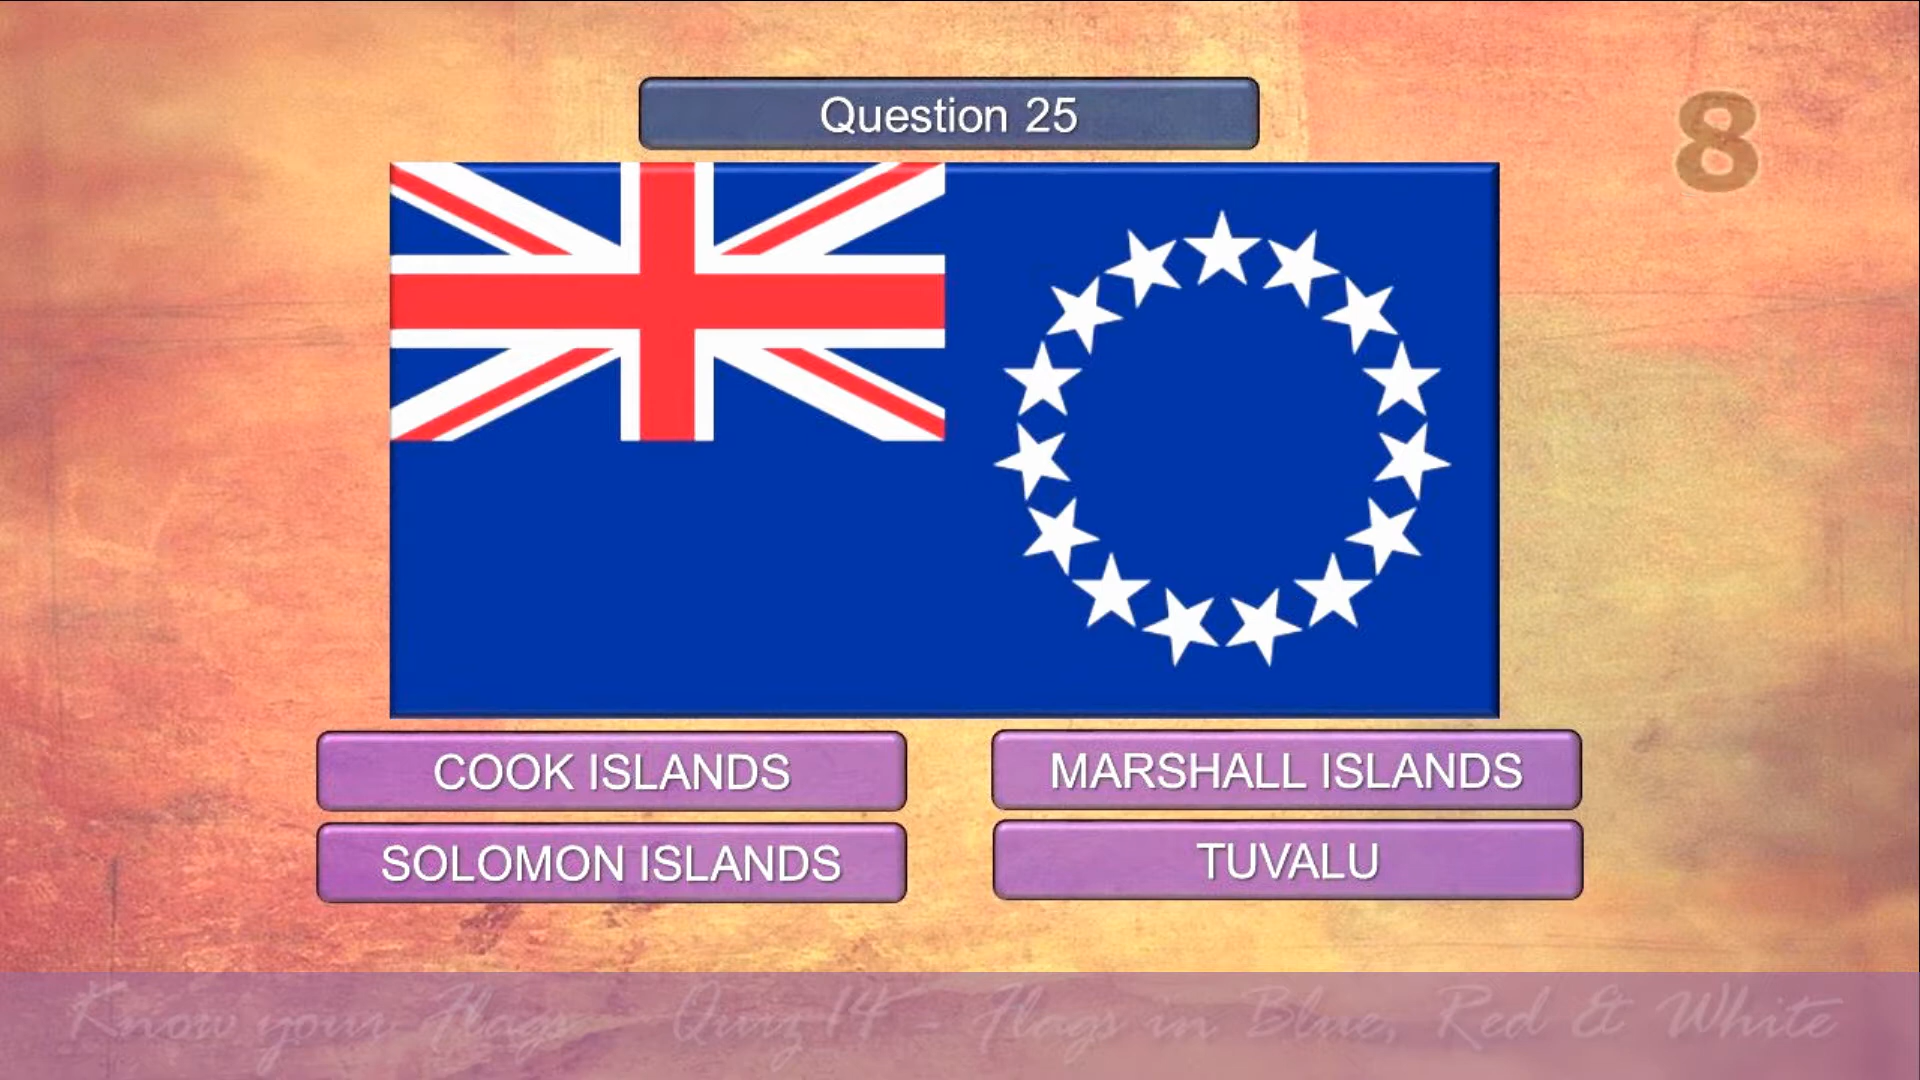 Question 25
8
COOK ISLANDS
MARSHALL ISLANDS
SOLOMON ISLANDS
TUVALU
Know your Flags - Quiz 14 - Flags in Blue, Red & White